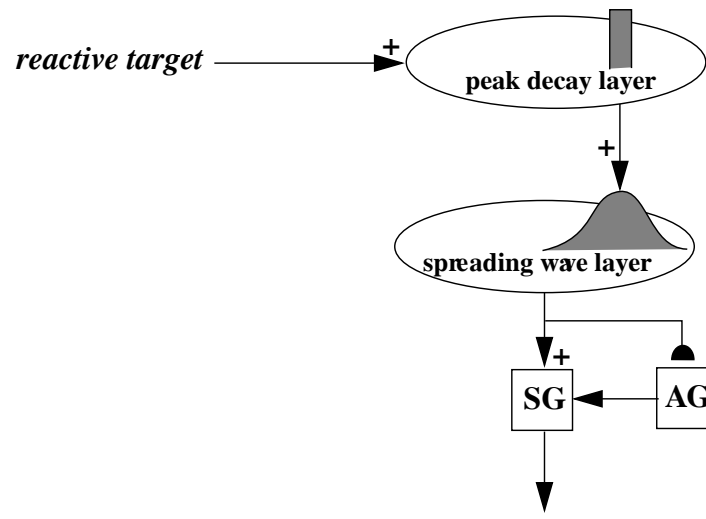 reactive target
+
peak decay layer
+
spreading wave layer
+
SG
AG